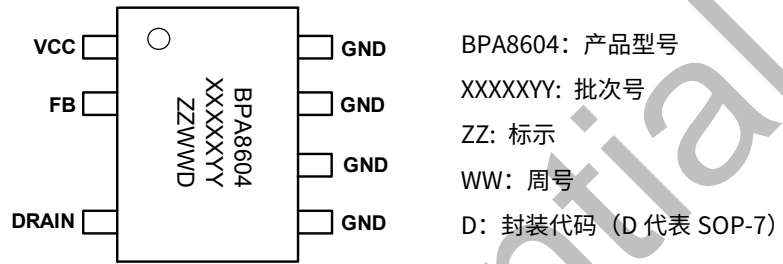 VCC
FB
DRAIN
GND
GND
GND
GND
BPA8604
XXXXXYY
ZZWWD
BPA8604：产品型号
XXXXXYY: 批次号
ZZ: 标示
WW：周号
D：封装代码（D 代表 SOP-7）